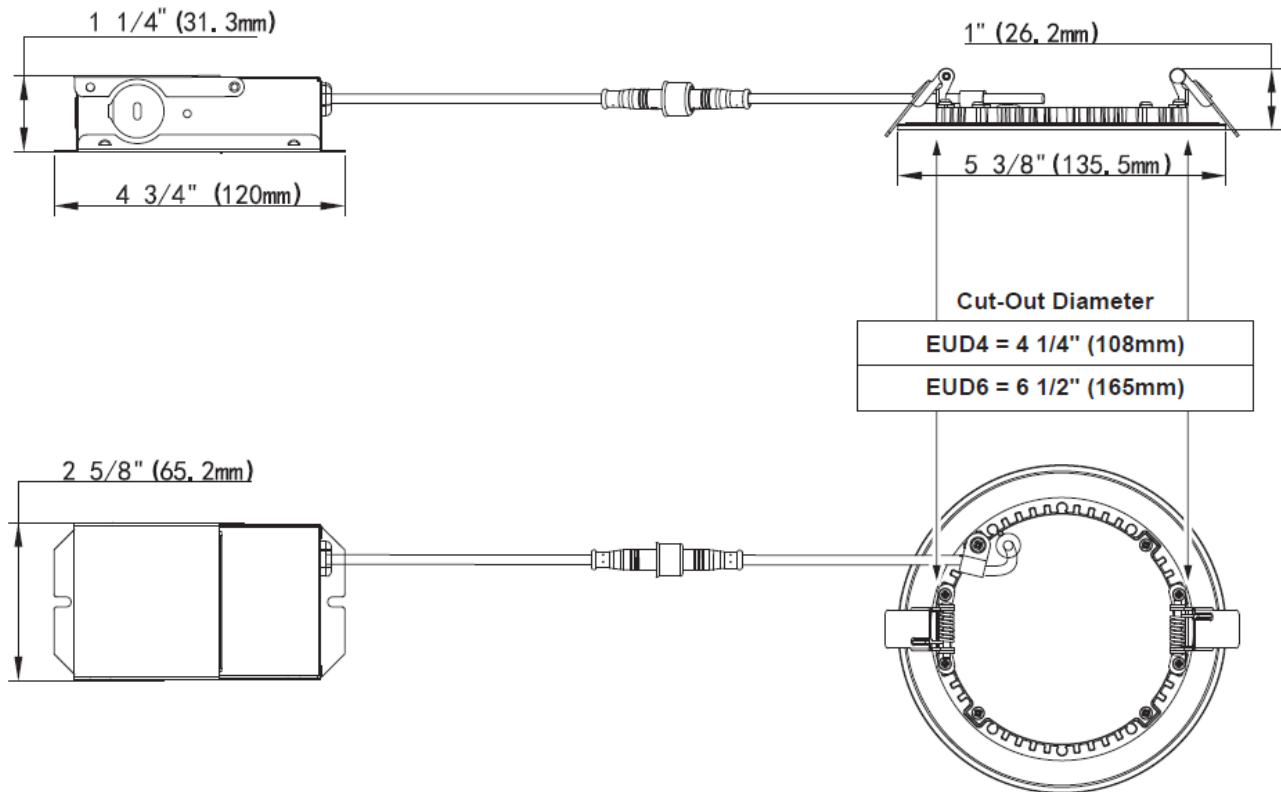 1 1/4" (31.3mm)
1" (26.2mm)
4 3/4" (120mm)
5 3/8" (135.5mm)
Cut-Out Diameter
EUD4 = 4 1/4" (108mm)
EUD6 = 6 1/2" (165mm)
2 5/8" (65.2mm)